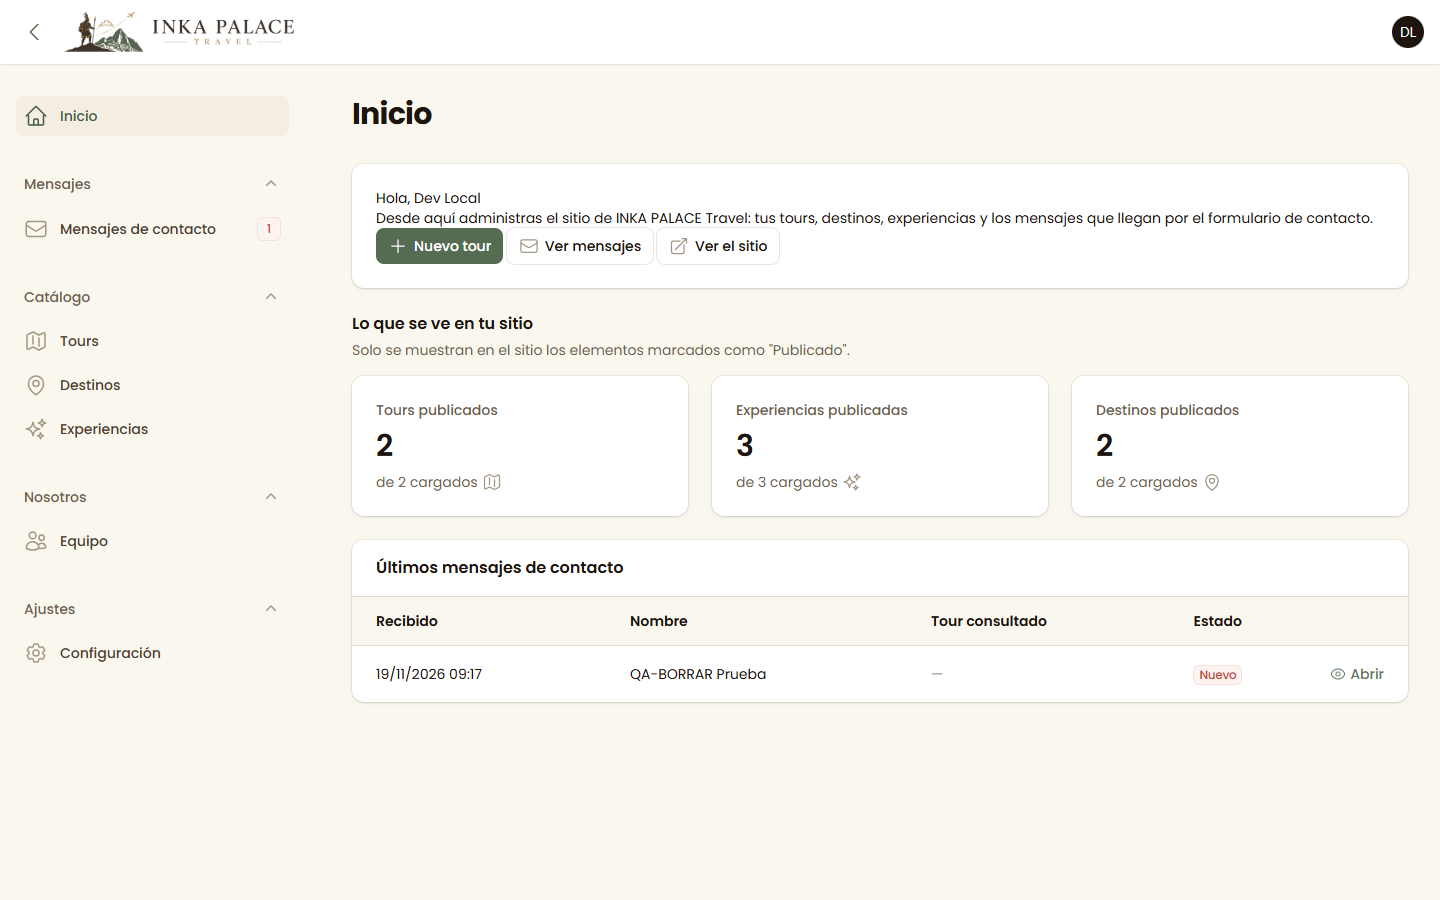 INKA PALACE
TRAVEL
DL
Inicio
Mensajes
Mensajes de contacto 1
Catálogo
Tours
Destinos
Experiencias
Nosotros
Equipo
Ajustes
Configuración
Inicio
Hola, Dev Local
Desde aquí administras el sitio de INKA PALACE Travel: tus tours, destinos, experiencias y los mensajes que llegan por el formulario de contacto.
Nuevo tour Ver mensajes Ver el sitio
Lo que se ve en tu sitio
Solo se muestran en el sitio los elementos marcados como "Publicado".
Tours publicados
2
de 2 cargados
Experiencias publicadas
3
de 3 cargados
Destinos publicados
2
de 2 cargados
Últimos mensajes de contacto
Recibido Nombre Tour consultado Estado
19/11/2026 09:17 QA-BORRAR Prueba — Nuevo Abrir